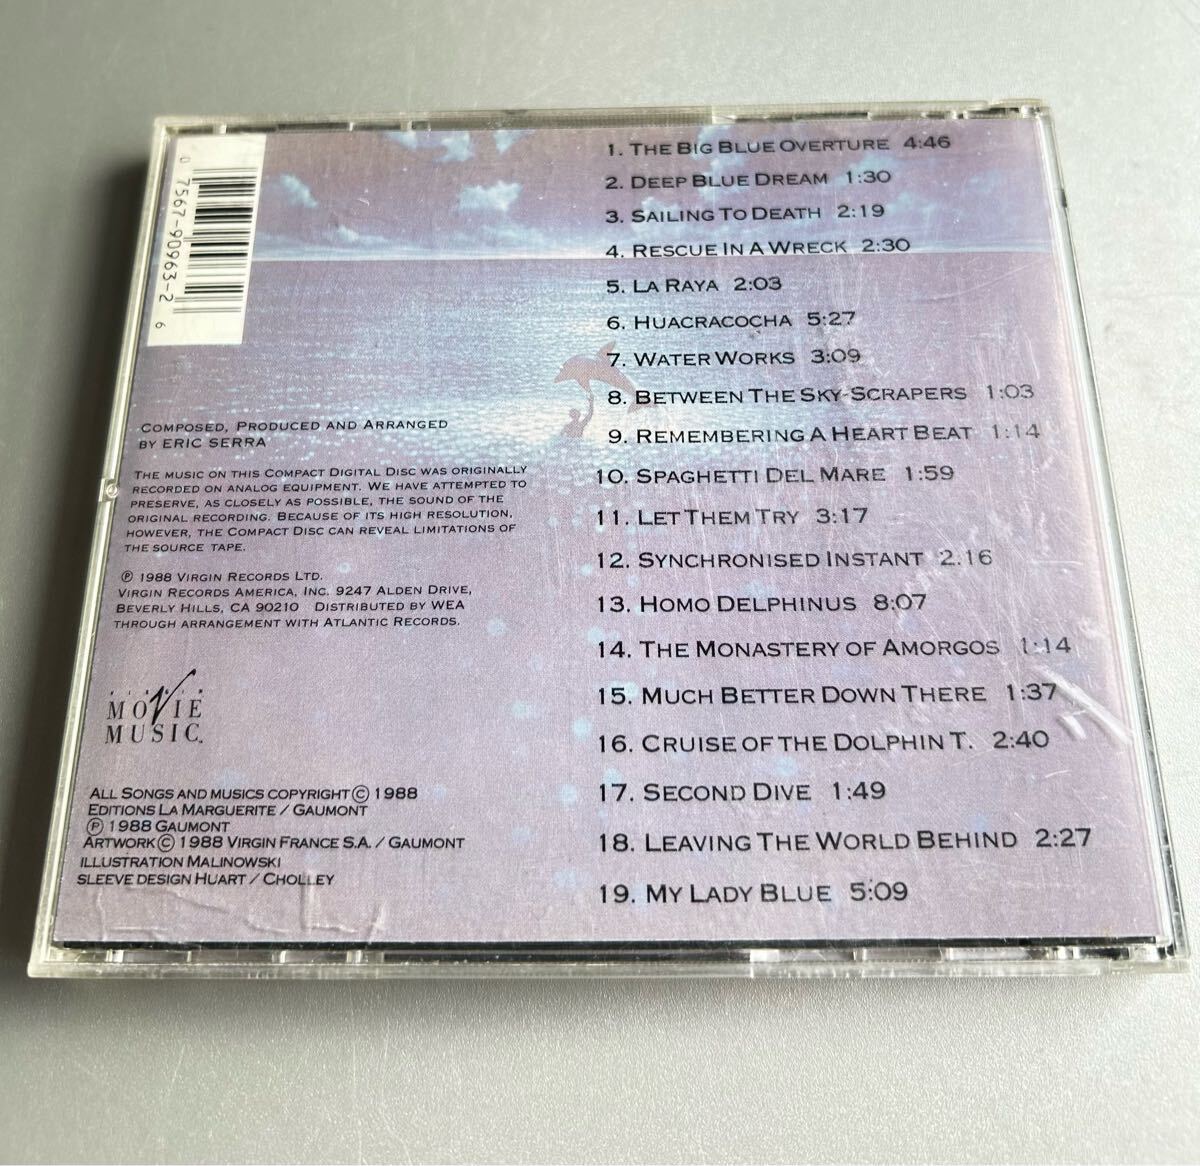 0 7567-90963-2 6
1. THE BIG BLUE OVERTURE 4:46
2. DEEP BLUE DREAM 1:30
3. SAILING TO DEATH 2:19
4. RESCUE IN A WRECK 2:30
5. LA RAYA 2:03
6. HUACRACOCHA 5:27
7. WATER WORKS 3:09
8. BETWEEN THE SKY-SCRAPERS 1:03
9. REMEMBERING A HEART BEAT 1:14
10. SPAGHETTI DEL MARE 1:59
11. LET THEM TRY 3:17
12. SYNCHRONISED INSTANT 2.16
13. HOMO DELPHINUS 8:07
14. THE MONASTERY OF AMORGOS 1:14
15. MUCH BETTER DOWN THERE 1:37
16. CRUISE OF THE DOLPHIN T. 2:40
17. SECOND DIVE 1:49
18. LEAVING THE WORLD BEHIND 2:27
19. MY LADY BLUE 5:09
COMPOSED, PRODUCED AND ARRANGED
BY ERIC SERRA
THE MUSIC ON THIS COMPACT DIGITAL DISC WAS ORIGINALLY
RECORDED ON ANALOG EQUIPMENT. WE HAVE ATTEMPTED TO
PRESERVE, AS CLOSELY AS POSSIBLE, THE SOUND OF THE
ORIGINAL RECORDING. BECAUSE OF ITS HIGH RESOLUTION,
HOWEVER, THE COMPACT DISC CAN REVEAL LIMITATIONS OF
THE SOURCE TAPE.
℗ 1988 VIRGIN RECORDS LTD.
VIRGIN RECORDS AMERICA, INC. 9247 ALDEN DRIVE,
BEVERLY HILLS, CA 90210 DISTRIBUTED BY WEA
THROUGH ARRANGEMENT WITH ATLANTIC RECORDS.
VIRGIN
MOVIE
MUSIC™
ALL SONGS AND MUSICS COPYRIGHT © 1988
EDITIONS LA MARGUERITE / GAUMONT
℗ 1988 GAUMONT
ARTWORK © 1988 VIRGIN FRANCE S.A. / GAUMONT
ILLUSTRATION MALINOWSKI
SLEEVE DESIGN HUART / CHOLLEY